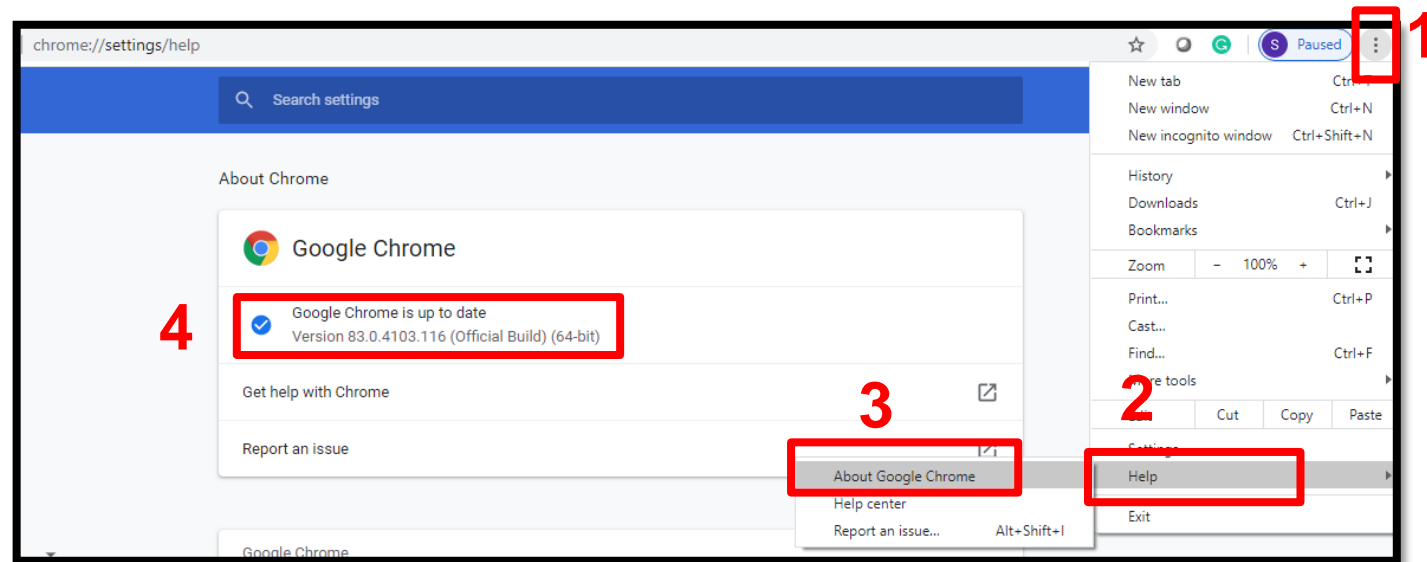 1
chrome://settings/help
S Paused
Search settings
About Chrome
Google Chrome
4
Google Chrome is up to date
Version 83.0.4103.116 (Official Build) (64-bit)
Get help with Chrome
Report an issue
Google Chrome
New tab
New window Ctrl+N
New incognito window Ctrl+Shift+N
History
Downloads Ctrl+J
Bookmarks
Zoom - 100% +
Print... Ctrl+P
Cast...
Find... Ctrl+F
tools
2
Cut Copy Paste
Settings
Help
Exit
3
About Google Chrome
Help center
Report an issue... Alt+Shift+I